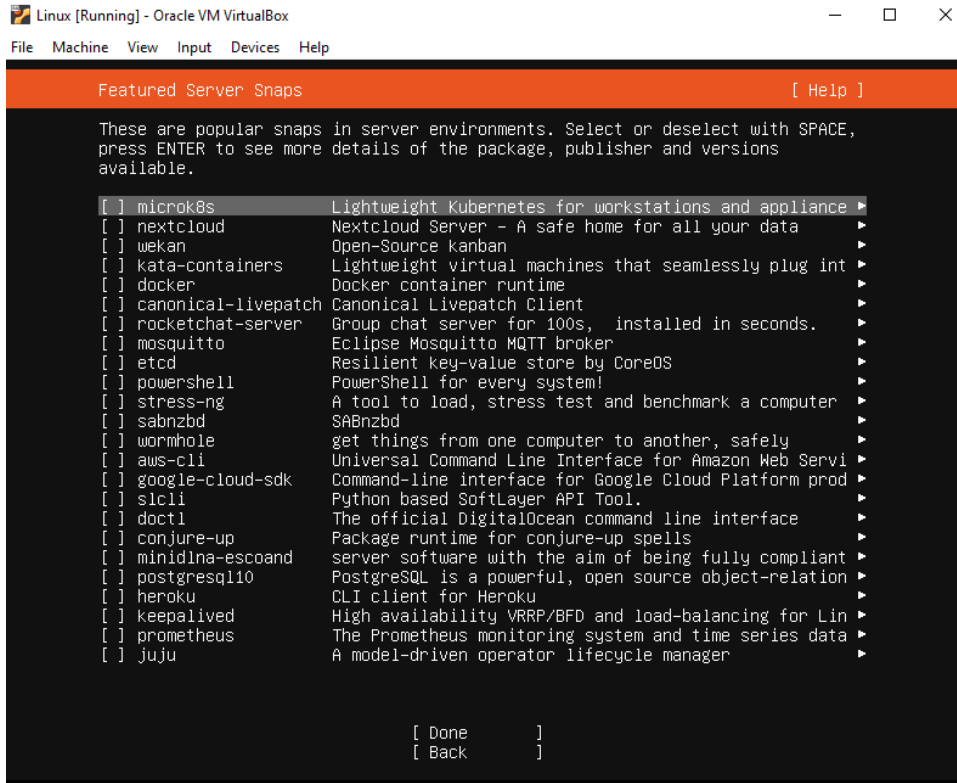 Linux [Running] - Oracle VM VirtualBox
File Machine View Input Devices Help
Featured Server Snaps [ Help ]
These are popular snaps in server environments. Select or deselect with SPACE,
press ENTER to see more details of the package, publisher and versions
available.
[ ] microk8s Lightweight Kubernetes for workstations and appliance ▸
[ ] nextcloud Nextcloud Server – A safe home for all your data ▸
[ ] wekan Open-Source kanban ▸
[ ] kata-containers Lightweight virtual machines that seamlessly plug int ▸
[ ] docker Docker container runtime ▸
[ ] canonical-livepatch Canonical Livepatch Client ▸
[ ] rocketchat-server Group chat server for 100s, installed in seconds. ▸
[ ] mosquitto Eclipse Mosquitto MQTT broker ▸
[ ] etcd Resilient key-value store by CoreOS ▸
[ ] powershell PowerShell for every system! ▸
[ ] stress-ng A tool to load, stress test and benchmark a computer ▸
[ ] sabnzbd SABnzbd ▸
[ ] wormhole get things from one computer to another, safely ▸
[ ] aws-cli Universal Command Line Interface for Amazon Web Servi ▸
[ ] google-cloud-sdk Command-line interface for Google Cloud Platform prod ▸
[ ] slcli Python based SoftLayer API Tool. ▸
[ ] doctl The official DigitalOcean command line interface ▸
[ ] conjure-up Package runtime for conjure-up spells ▸
[ ] minidlna-escoand server software with the aim of being fully compliant ▸
[ ] postgresql10 PostgreSQL is a powerful, open source object-relation ▸
[ ] heroku CLI client for Heroku ▸
[ ] keepalived High availability VRRP/BFD and load-balancing for Lin ▸
[ ] prometheus The Prometheus monitoring system and time series data ▸
[ ] juju A model-driven operator lifecycle manager ▸
[ Done ]
[ Back ]